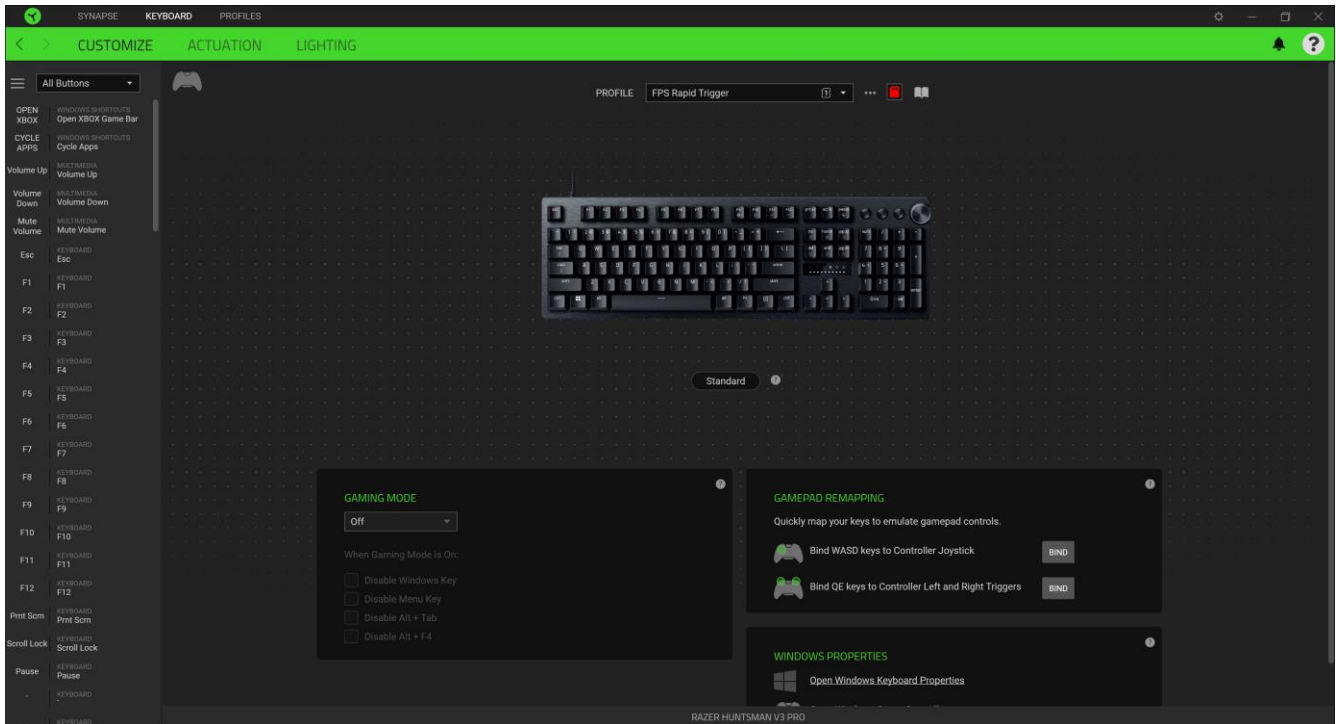 SYNAPSE KEYBOARD PROFILES
CUSTOMIZE ACTUATION LIGHTING
All Buttons
PROFILE FPS Rapid Trigger 1
OPEN XBOX
WINDOWS SHORTCUTS
Open XBOX Game Bar
CYCLE APPS
WINDOWS SHORTCUTS
Cycle Apps
Volume Up
MULTIMEDIA
Volume Up
Volume Down
MULTIMEDIA
Volume Down
Mute Volume
MULTIMEDIA
Mute Volume
Esc
KEYBOARD
Esc
F1
KEYBOARD
F1
F2
KEYBOARD
F2
F3
KEYBOARD
F3
F4
KEYBOARD
F4
F5
KEYBOARD
F5
F6
KEYBOARD
F6
F7
KEYBOARD
F7
F8
KEYBOARD
F8
F9
KEYBOARD
F9
F10
KEYBOARD
F10
F11
KEYBOARD
F11
F12
KEYBOARD
F12
Prnt Scrn
KEYBOARD
Prnt Scrn
Scroll Lock
KEYBOARD
Scroll Lock
Pause
KEYBOARD
Pause
KEYBOARD
KEYBOARD
Standard
GAMING MODE
Off
When Gaming Mode is On:
Disable Windows Key
Disable Menu Key
Disable Alt + Tab
Disable Alt + F4
GAMEPAD REMAPPING
Quickly map your keys to emulate gamepad controls.
Bind WASD keys to Controller Joystick BIND
Bind QE keys to Controller Left and Right Triggers BIND
WINDOWS PROPERTIES
Open Windows Keyboard Properties
RAZER HUNTSMAN V3 PRO